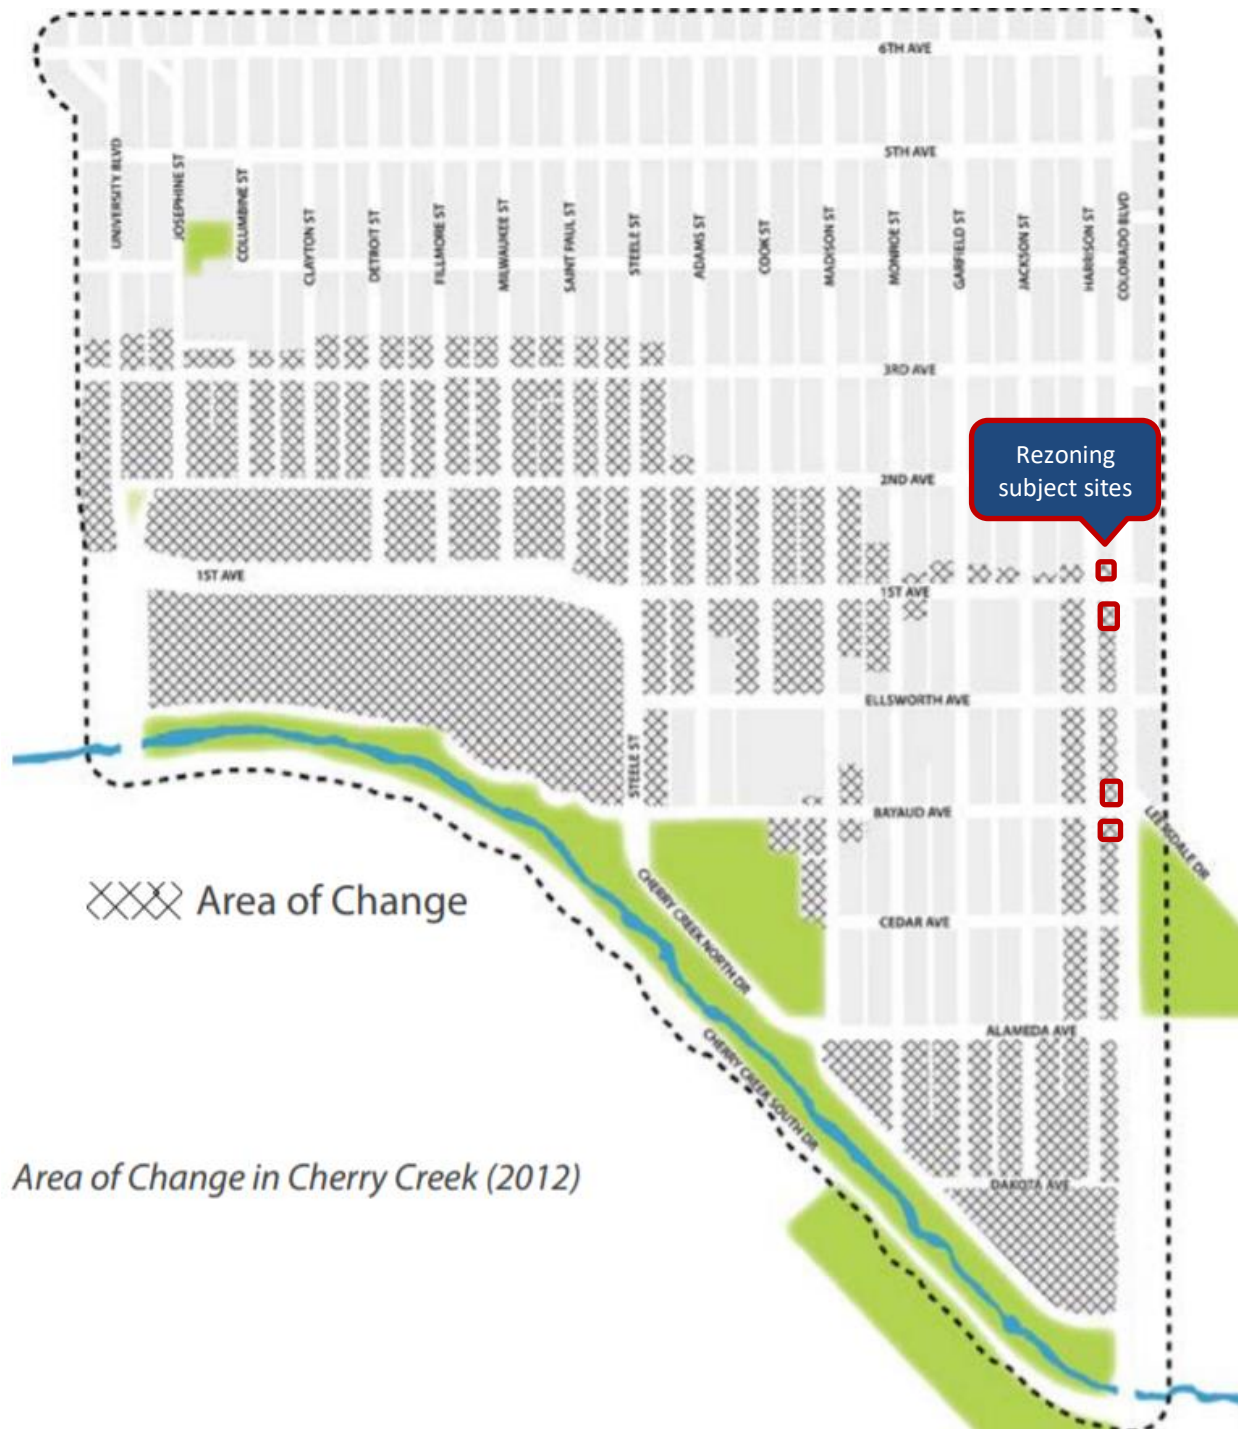 6TH AVE
5TH AVE
UNIVERSITY BLVD
JOSEPHINE ST
COLUMBINE ST
CLAYTON ST
DETROIT ST
FILLMORE ST
MILWAUKEE ST
SAINT PAUL ST
STEELE ST
ADAMS ST
COOK ST
MADISON ST
MONROE ST
GARFIELD ST
JACKSON ST
HARRISON ST
COLORADO BLVD
3RD AVE
Rezoning
subject sites
2ND AVE
1ST AVE
1ST AVE
ELLSWORTH AVE
STEELE ST
BAYAUD AVE
LEETSDALE DR
Area of Change
CHERRY CREEK NORTH DR
CEDAR AVE
ALAMEDA AVE
CHERRY CREEK SOUTH DR
Area of Change in Cherry Creek (2012)
DAKOTA AVE